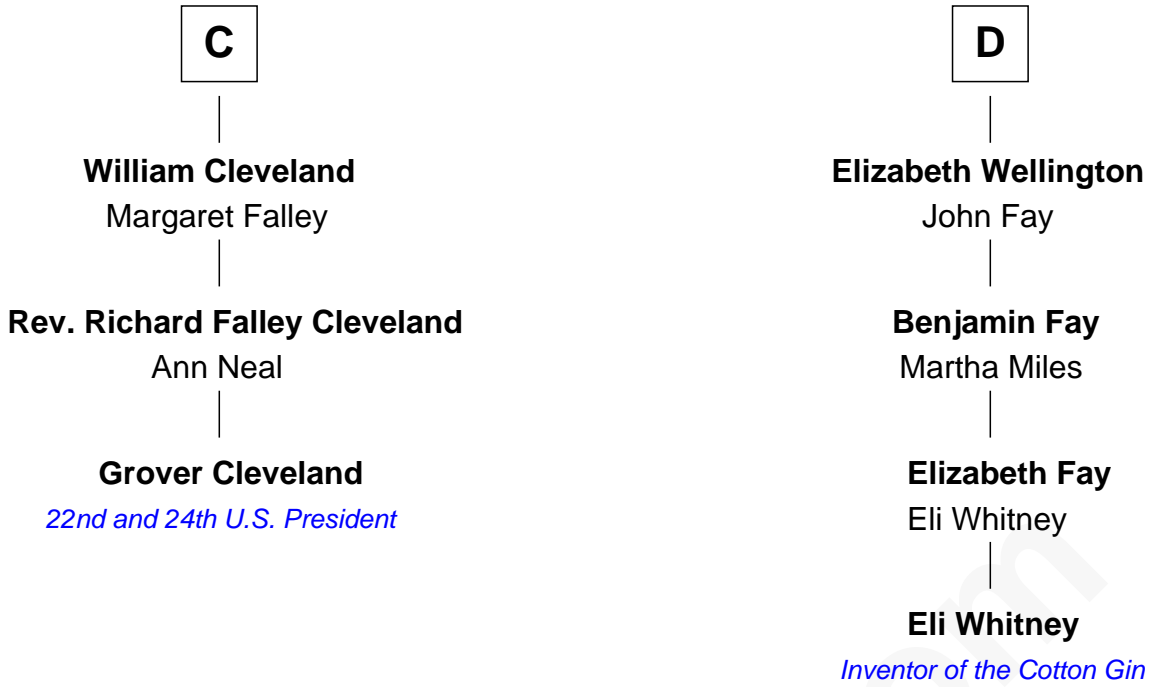 C
William Cleveland
Margaret Falley
Rev. Richard Falley Cleveland
Ann Neal
Grover Cleveland
22nd and 24th U.S. President
D
Elizabeth Wellington
John Fay
Benjamin Fay
Martha Miles
Elizabeth Fay
Eli Whitney
Eli Whitney
Inventor of the Cotton Gin